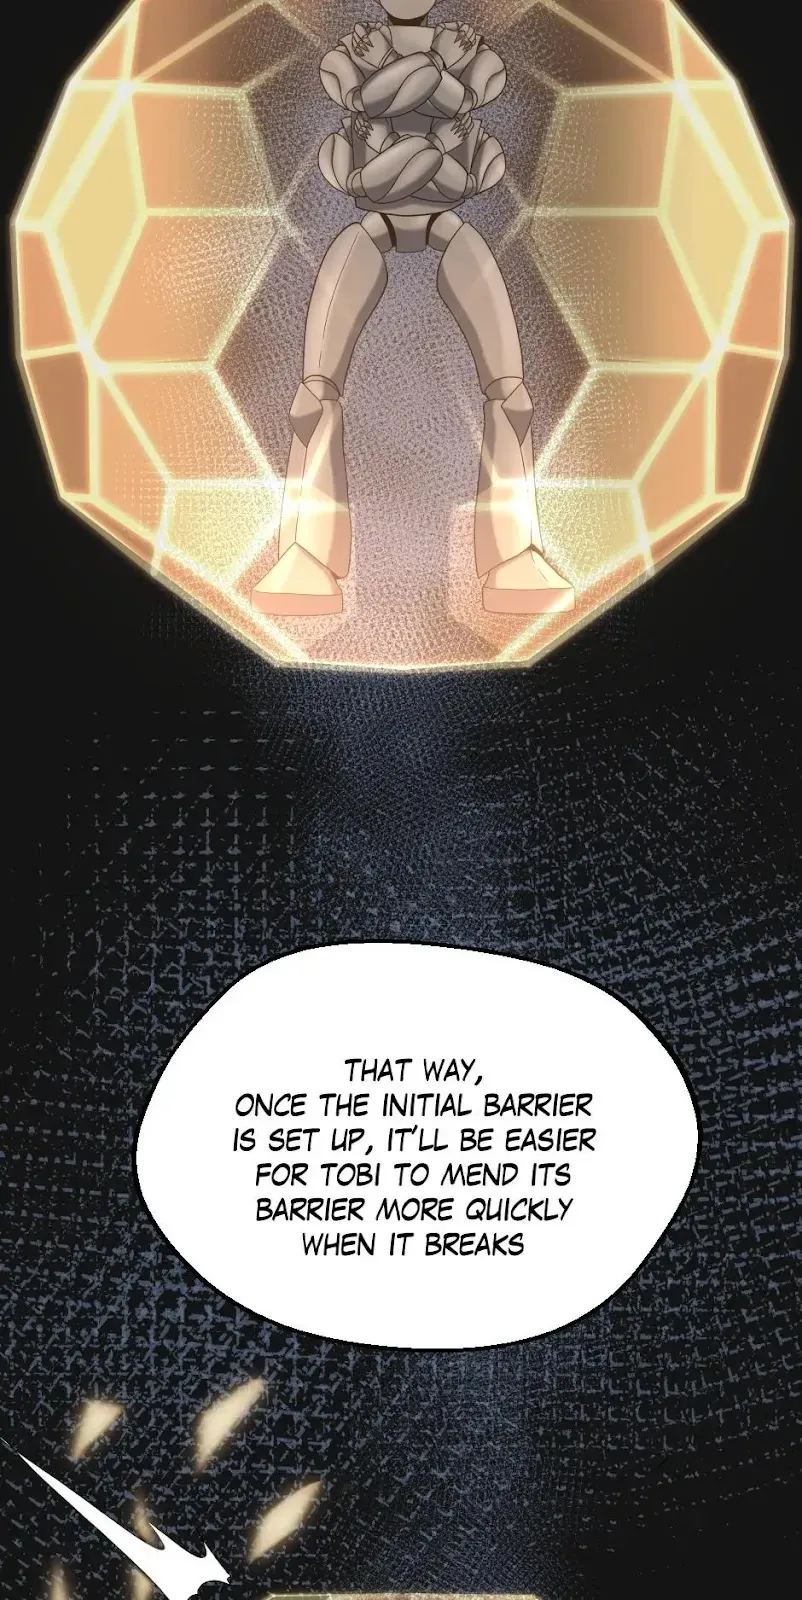 THAT WAY,
ONCE THE INITIAL BARRIER
IS SET UP, IT'LL BE EASIER
FOR TOBI TO MEND ITS
BARRIER MORE QUICKLY
WHEN IT BREAKS